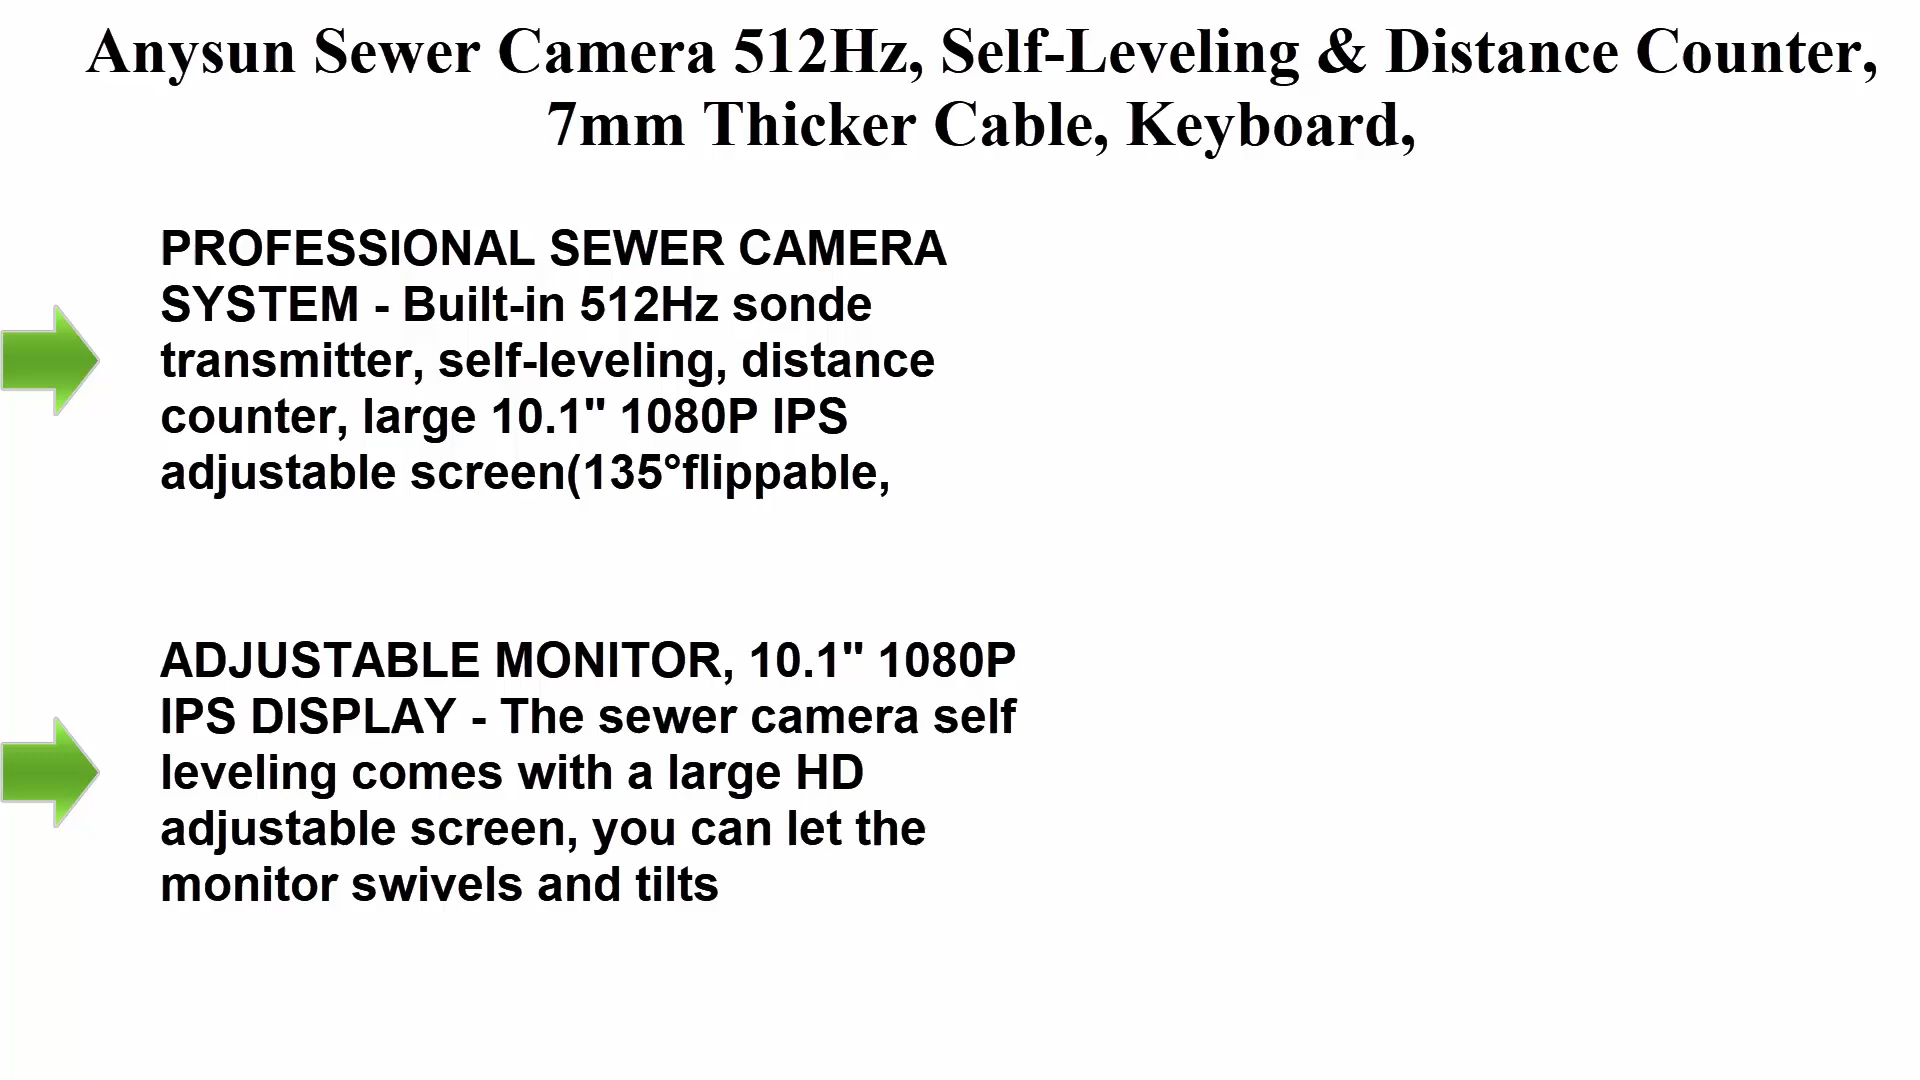 Anysun Sewer Camera 512Hz, Self-Leveling & Distance Counter,
7mm Thicker Cable, Keyboard,
PROFESSIONAL SEWER CAMERA
SYSTEM - Built-in 512Hz sonde
transmitter, self-leveling, distance
counter, large 10.1" 1080P IPS
adjustable screen(135°flippable,
ADJUSTABLE MONITOR, 10.1" 1080P
IPS DISPLAY - The sewer camera self
leveling comes with a large HD
adjustable screen, you can let the
monitor swivels and tilts